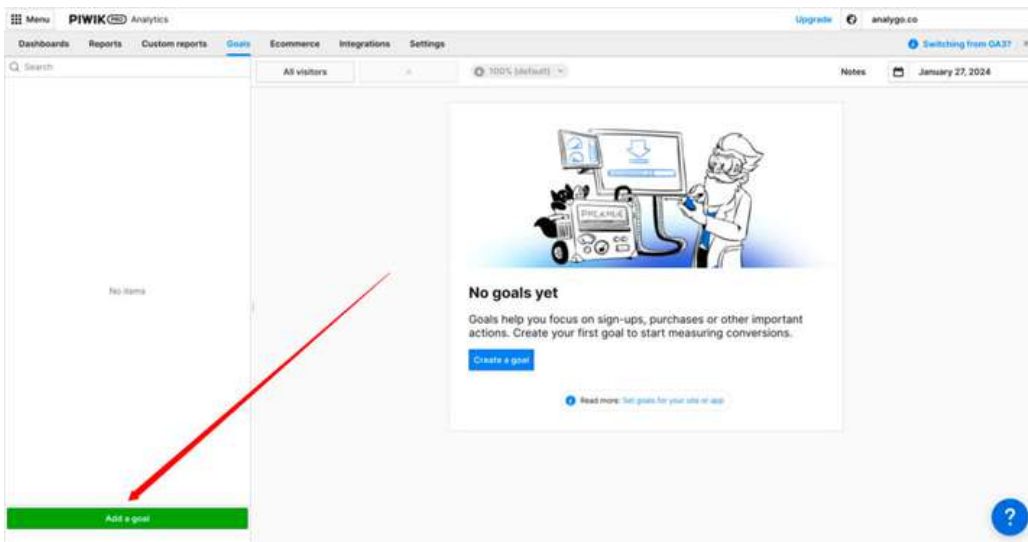 Menu PIWIK PRO Analytics Upgrade analygo.co
Dashboards Reports Custom reports Goals Ecommerce Integrations Settings Switching from GA3?
Search All visitors 100% (default) Notes January 27, 2024
No items
No goals yet
Goals help you focus on sign-ups, purchases or other important
actions. Create your first goal to start measuring conversions.
Create a goal
Read more: Set goals for your site or app
Add a goal
?